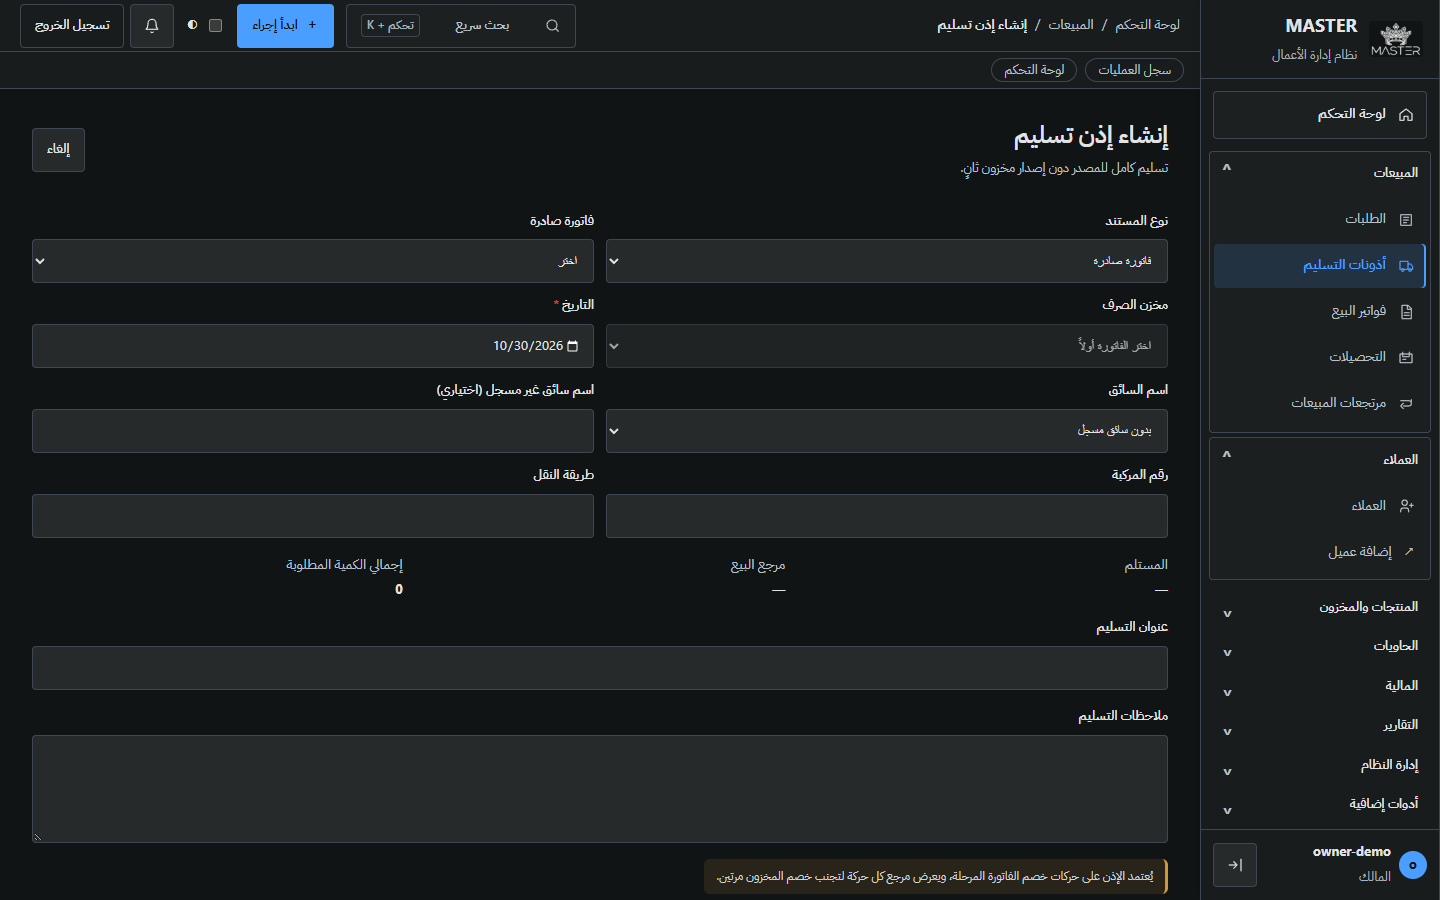 MASTER
MASTER
نظام إدارة الأعمال
لوحة التحكم
المبيعات
الطلبات
أذونات التسليم
فواتير البيع
التحصيلات
مرتجعات المبيعات
العملاء
العملاء
إضافة عميل
المنتجات والمخزون
الحاويات
المالية
التقارير
إدارة النظام
أدوات إضافية
owner-demo
المالك
o
لوحة التحكم / المبيعات / إنشاء إذن تسليم
بحث سريع
تحكم + K
+ ابدأ إجراء
تسجيل الخروج
سجل العمليات
لوحة التحكم
إنشاء إذن تسليم
تسليم كامل للمصدر دون إصدار مخزون ثانٍ.
إلغاء
نوع المستند
فاتورة صادرة
فاتورة صادرة
اختر
مخزن الصرف
التاريخ *
اختر الفاتورة أولاً
10/30/2026
اسم السائق
اسم سائق غير مسجل (اختياري)
بدون سائق مسجل
رقم المركبة
طريقة النقل
المستلم
مرجع البيع
إجمالي الكمية المطلوبة
—
—
0
عنوان التسليم
ملاحظات التسليم
يُعتمد الإذن على حركات خصم الفاتورة المرحلة، ويعرض مرجع كل حركة لتجنب خصم المخزون مرتين.